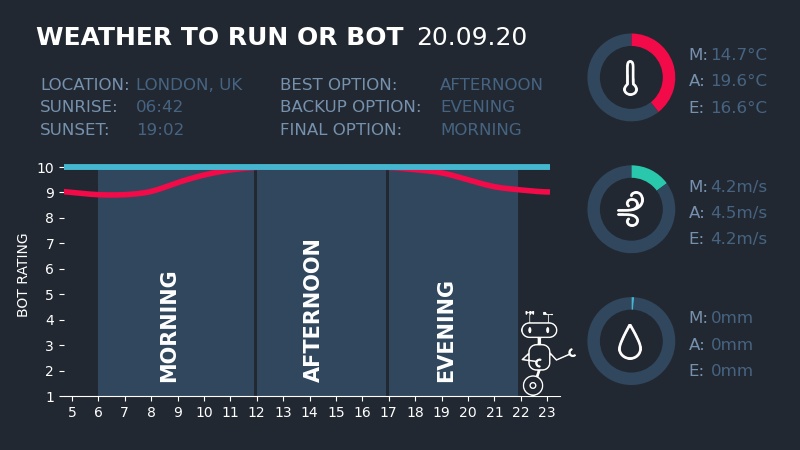 WEATHER TO RUN OR BOT 20.09.20
LOCATION: LONDON, UK
SUNRISE: 06:42
SUNSET: 19:02
BEST OPTION: AFTERNOON
BACKUP OPTION: EVENING
FINAL OPTION: MORNING
M: 14.7°C
A: 19.6°C
E: 16.6°C
M: 4.2m/s
A: 4.5m/s
E: 4.2m/s
M: 0mm
A: 0mm
E: 0mm
BOT RATING
10
9
8
7
6
5
4
3
2
1
MORNING
AFTERNOON
EVENING
5 6 7 8 9 10 11 12 13 14 15 16 17 18 19 20 21 22 23